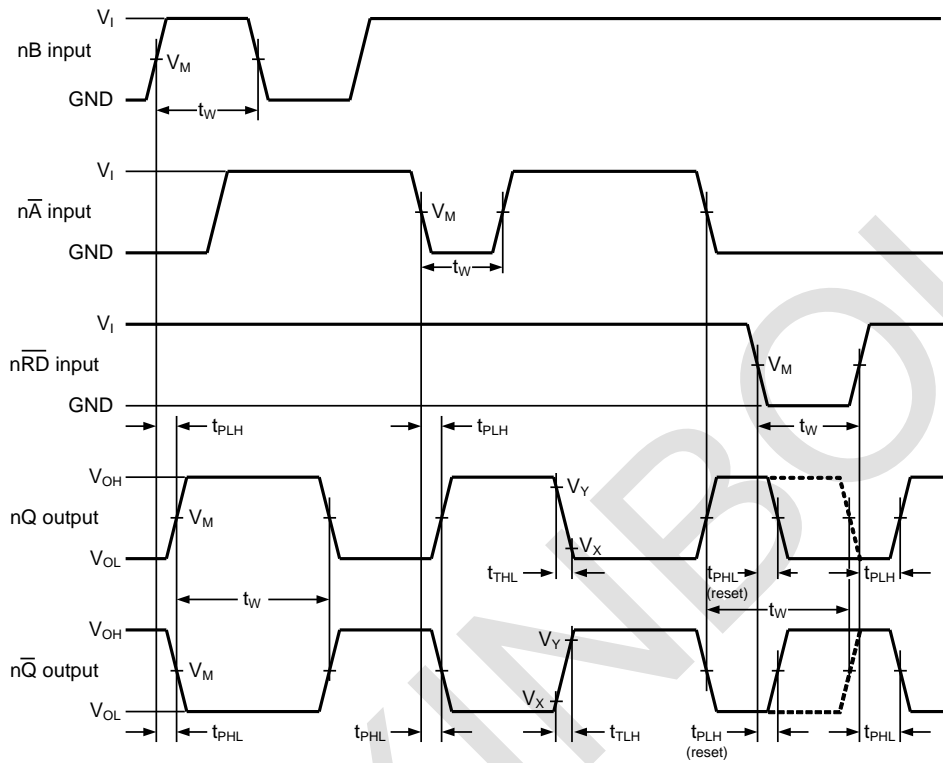 V_I
nB input
V_M
GND
t_W
V_I
nA̅ input
V_M
GND
t_W
V_I
nR̅D̅ input
V_M
GND
t_PLH t_PLH t_W
V_OH
V_Y
nQ output
V_M
V_X
V_OL
t_THL t_PHL (reset) t_PLH
t_W t_W
V_OH
V_Y
nQ̅ output
V_M
V_X
V_OL
t_PHL t_PHL t_TLH t_PLH (reset) t_PHL